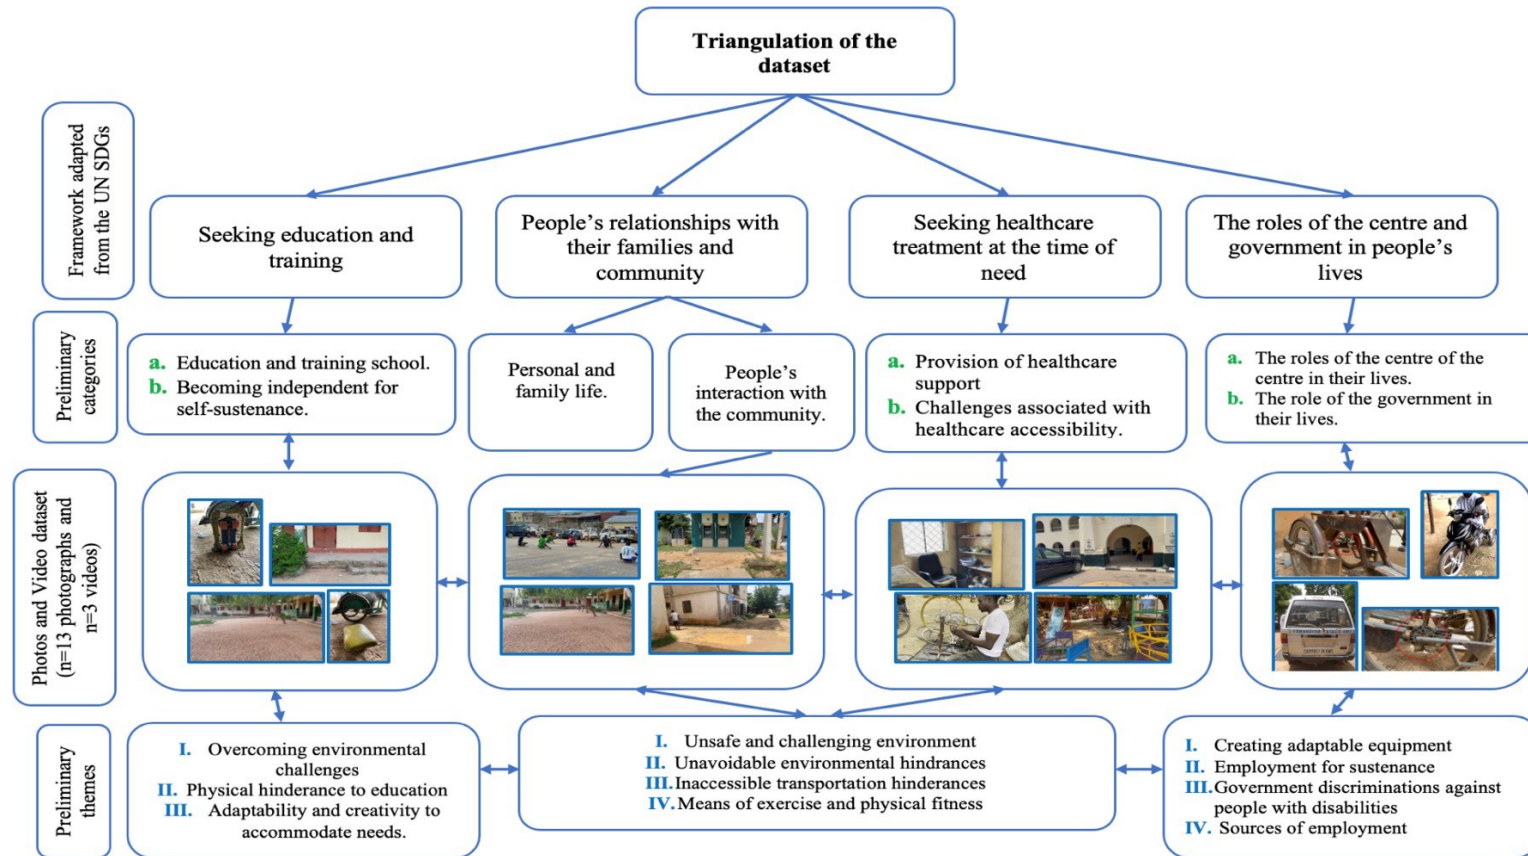 Triangulation of the
dataset
Framework adapted
from the UN SDGs
Seeking education and
training
People's relationships with
their families and
community
Seeking healthcare
treatment at the time of
need
The roles of the centre and
government in people's
lives
Preliminary
categories
a. Education and training school.
b. Becoming independent for
self-sustenance.
Personal and
family life.
People's
interaction with
the community.
a. Provision of healthcare
support
b. Challenges associated with
healthcare accessibility.
a. The roles of the centre of the
centre in their lives.
b. The role of the government in
their lives.
Photos and Video dataset
(n=13 photographs and
n=3 videos)
Preliminary
themes
I. Overcoming environmental
challenges
II. Physical hinderance to education
III. Adaptability and creativity to
accommodate needs.
I. Unsafe and challenging environment
II. Unavoidable environmental hindrances
III. Inaccessible transportation hinderances
IV. Means of exercise and physical fitness
I. Creating adaptable equipment
II. Employment for sustenance
III. Government discriminations against
people with disabilities
IV. Sources of employment